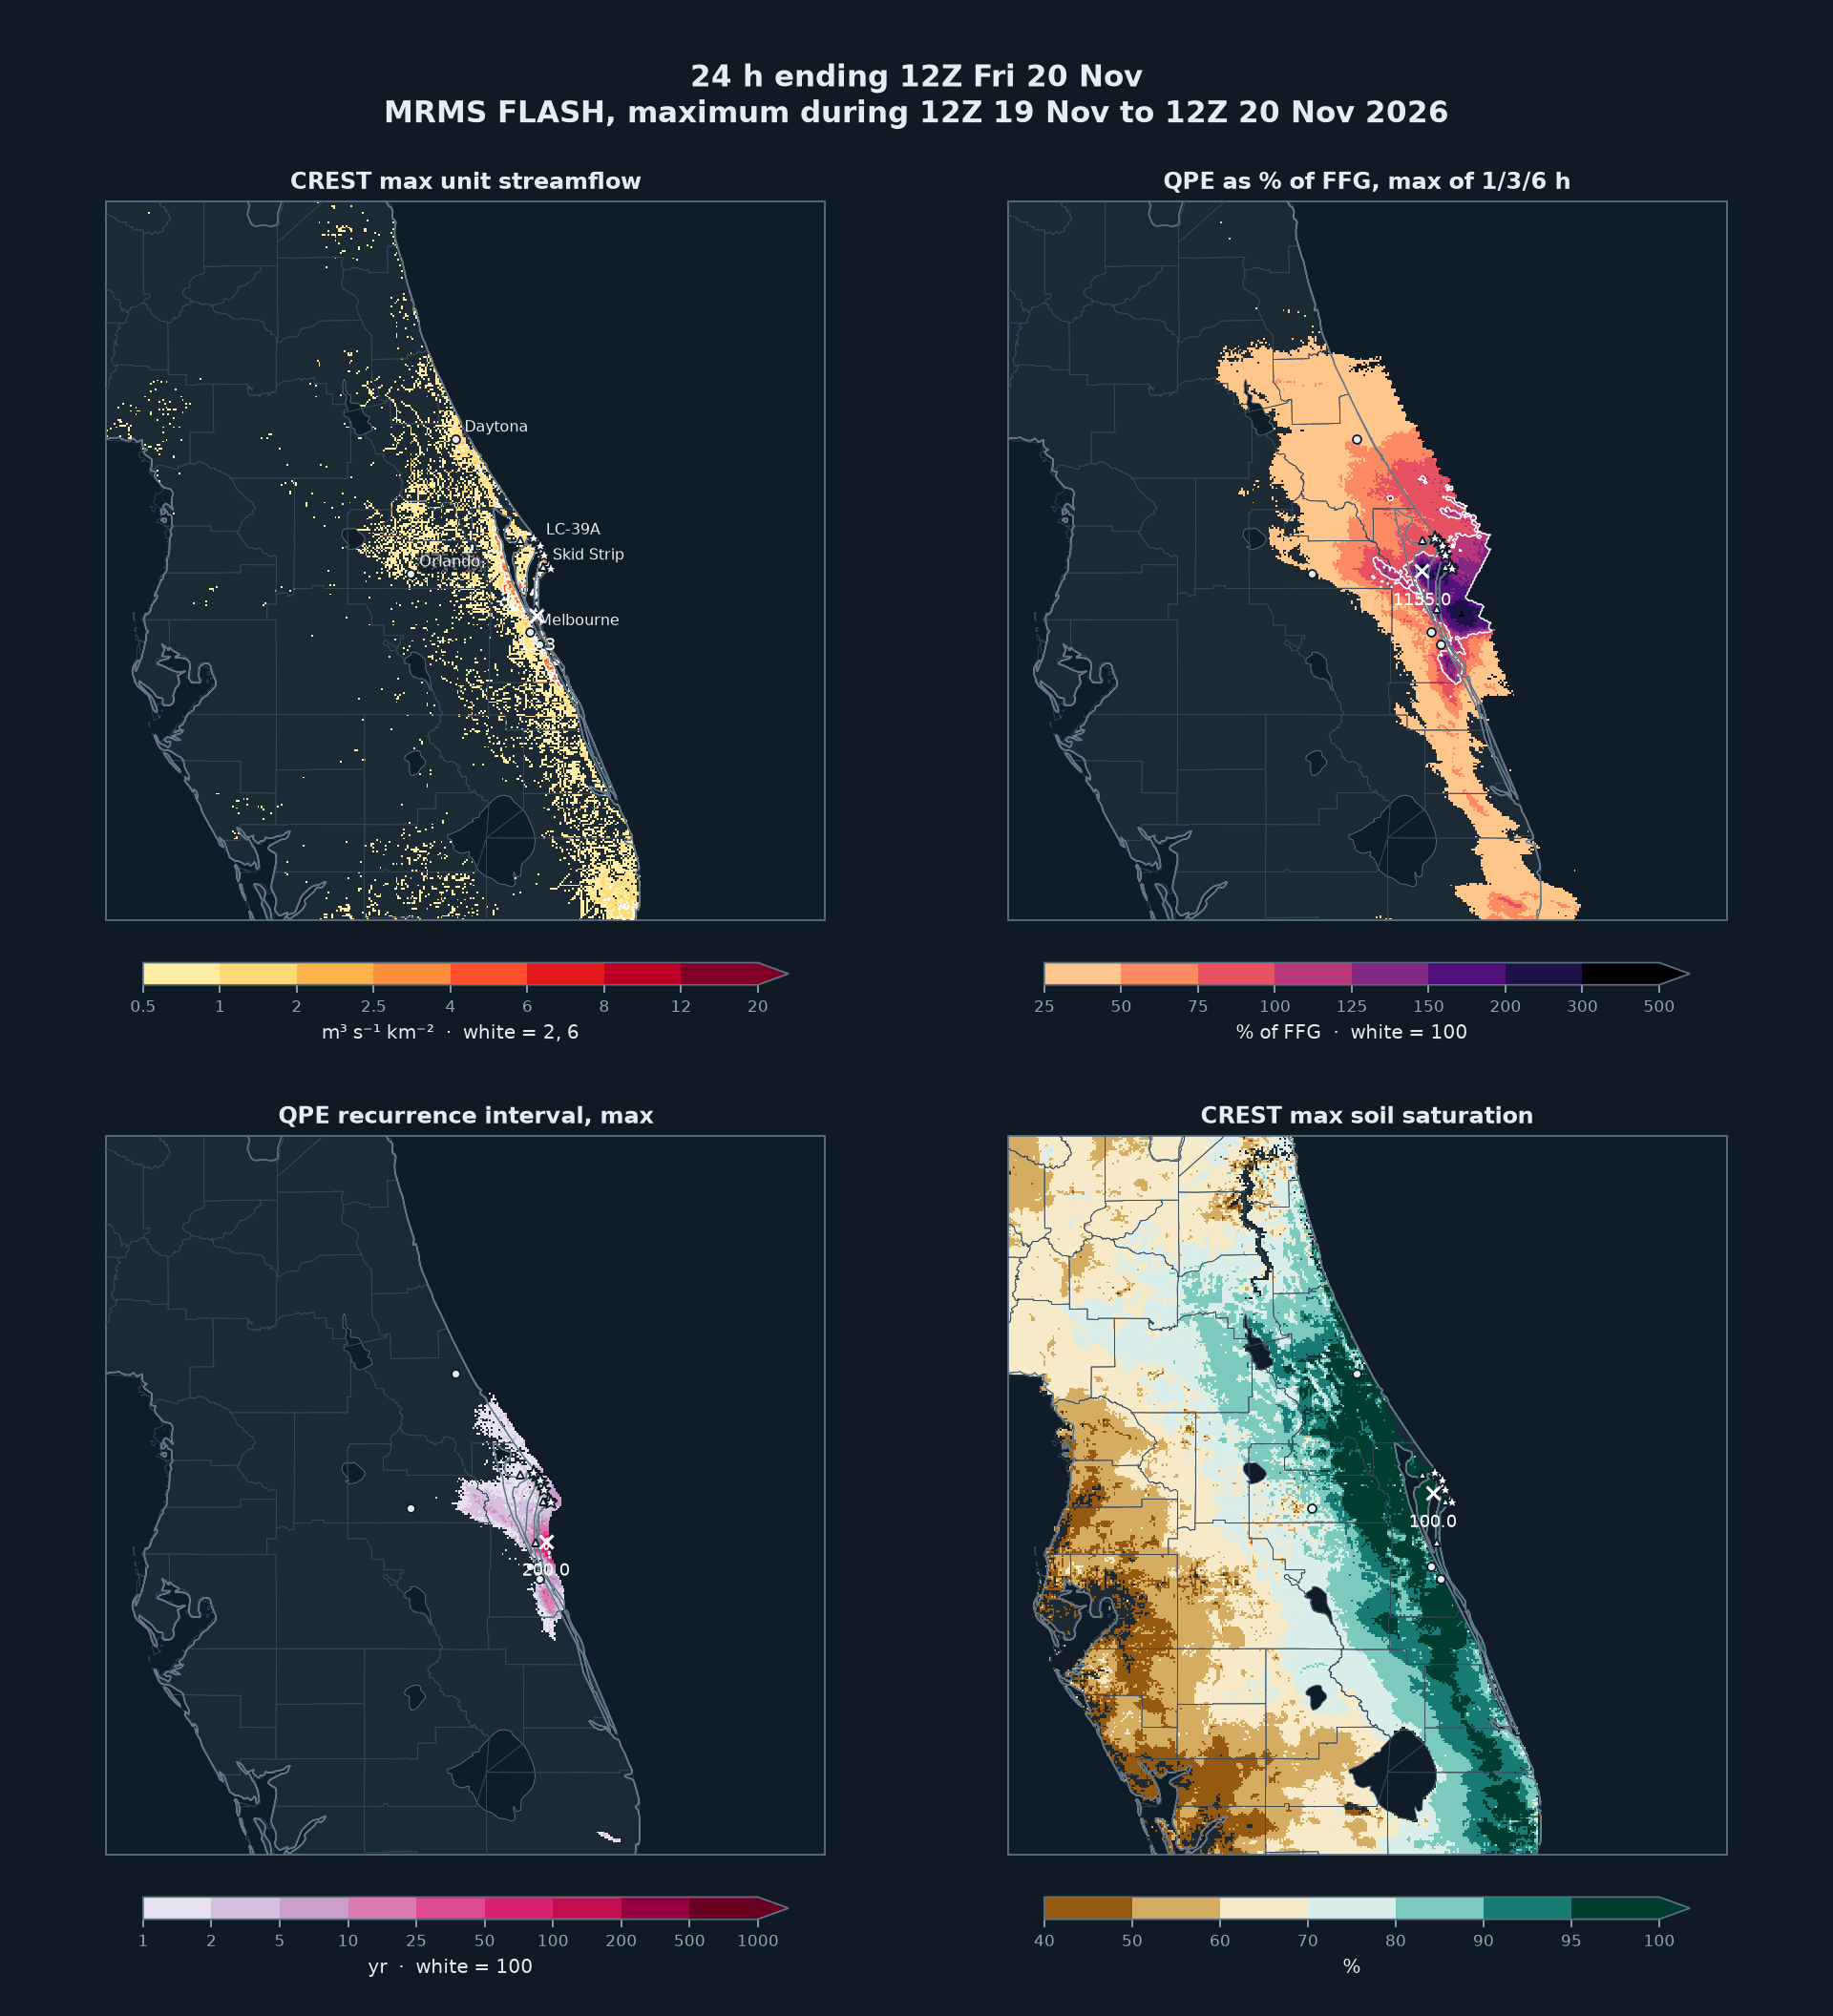 24 h ending 12Z Fri 20 Nov
MRMS FLASH, maximum during 12Z 19 Nov to 12Z 20 Nov 2026
CREST max unit streamflow
QPE as % of FFG, max of 1/3/6 h
Daytona
LC-39A
Skid Strip
Orlando
Melbourne
1155.0
0.5 1 2 2.5 4 6 8 12 20
m³ s⁻¹ km⁻² · white = 2, 6
25 50 75 100 125 150 200 300 500
% of FFG · white = 100
QPE recurrence interval, max
CREST max soil saturation
200.0
100.0
1 2 5 10 25 50 100 200 500 1000
yr · white = 100
40 50 60 70 80 90 95 100
%